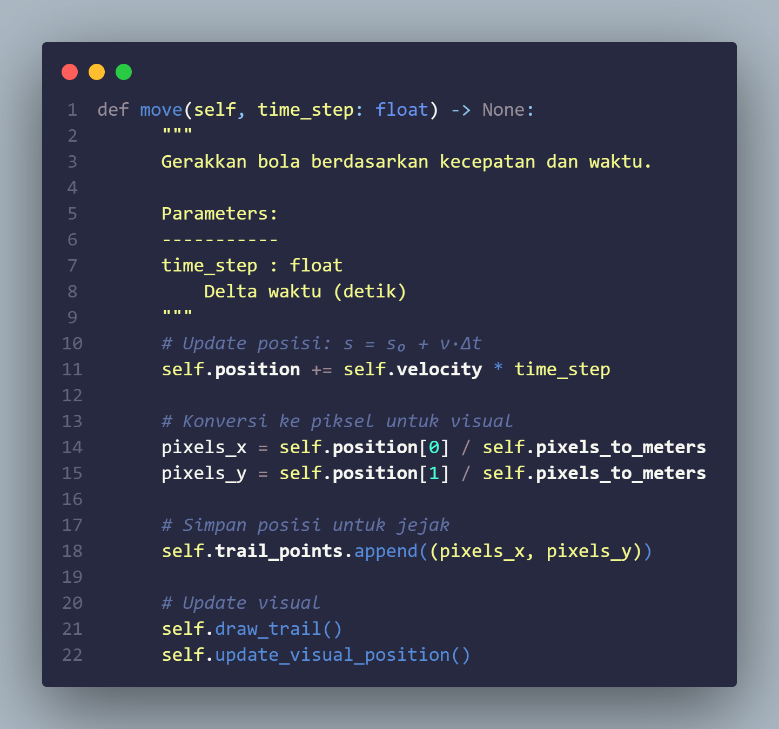 1 def move(self, time_step: float) -> None:
2 """
3 Gerakkan bola berdasarkan kecepatan dan waktu.
4
5 Parameters:
6 -----------
7 time_step : float
8 Delta waktu (detik)
9 """
10 # Update posisi: s = s₀ + v·Δt
11 self.position += self.velocity * time_step
12
13 # Konversi ke piksel untuk visual
14 pixels_x = self.position[0] / self.pixels_to_meters
15 pixels_y = self.position[1] / self.pixels_to_meters
16
17 # Simpan posisi untuk jejak
18 self.trail_points.append((pixels_x, pixels_y))
19
20 # Update visual
21 self.draw_trail()
22 self.update_visual_position()